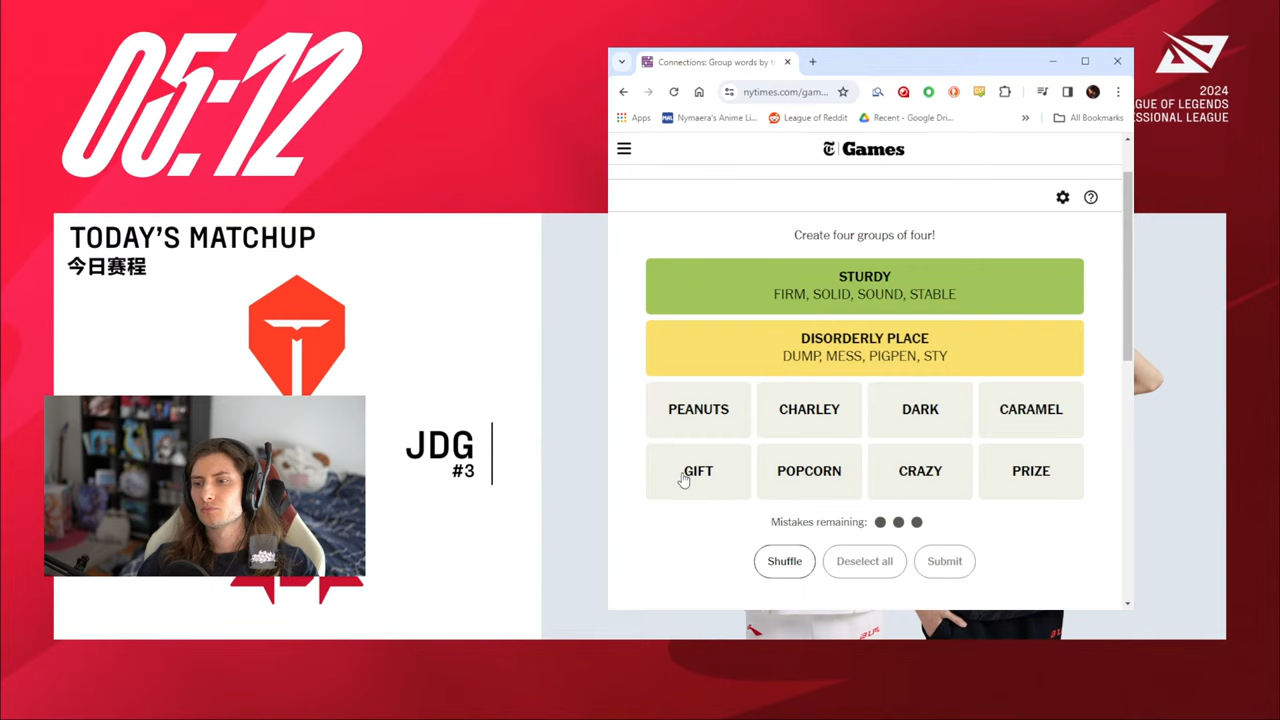 05:12
2024
GUE OF LEGENDS
ESSIONAL LEAGUE
TODAY'S MATCHUP
今日赛程
JDG
#3
Connections: Group words by t
nytimes.com/gam...
Apps
Nymaera's Anime Li...
League of Reddit
Recent - Google Dri...
»
All Bookmarks
T Games
Create four groups of four!
STURDY
FIRM, SOLID, SOUND, STABLE
DISORDERLY PLACE
DUMP, MESS, PIGPEN, STY
PEANUTS CHARLEY DARK CARAMEL
GIFT POPCORN CRAZY PRIZE
Mistakes remaining:
Shuffle Deselect all Submit